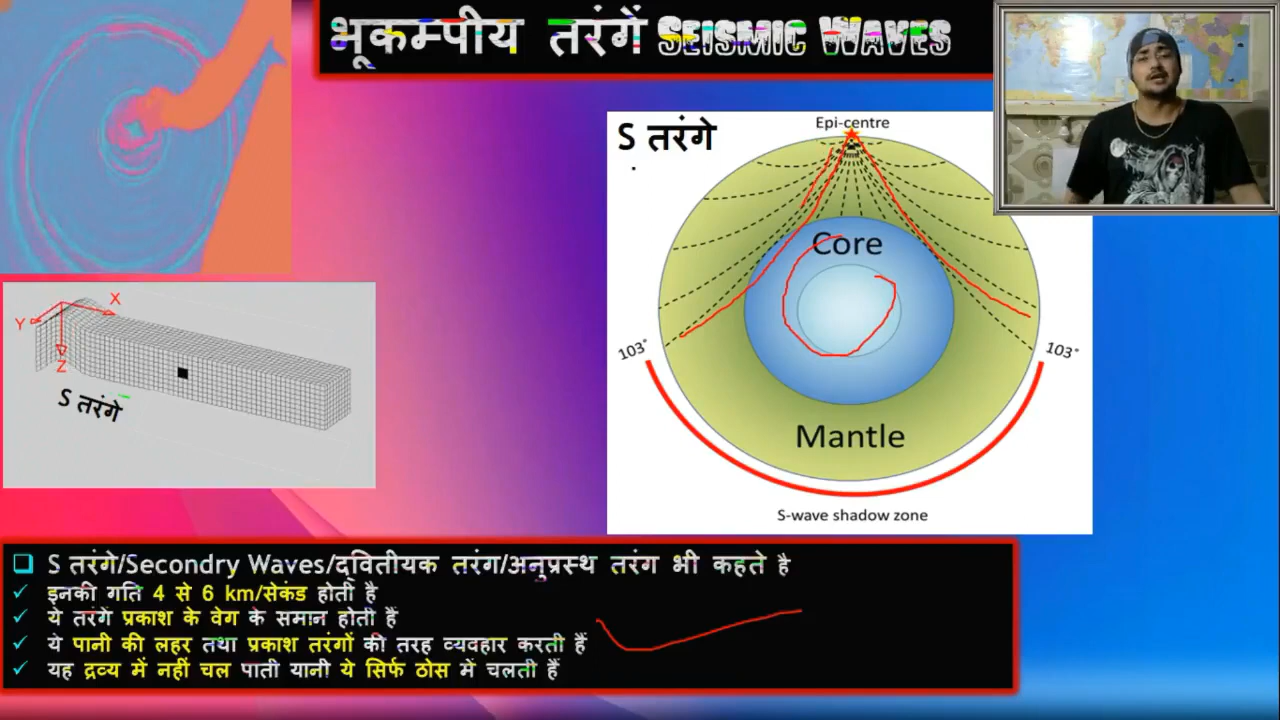 भूकम्पीय तरंगें SEISMIC WAVES
S तरंगे
Epi-centre
Core
X
Y
Z
S तरंगे
103°
103°
Mantle
S-wave shadow zone
S तरंगे/Secondry Waves/द्वितीयक तरंग/अनुप्रस्थ तरंग भी कहते है
इनकी गति 4 से 6 km/सेकंड होती है
ये तरंगें प्रकाश के वेग के समान होती हैं
ये पानी की लहर तथा प्रकाश तरंगों की तरह व्यवहार करती हैं
यह द्रव्य में नहीं चल पाती यानी ये सिर्फ ठोस में चलती हैं